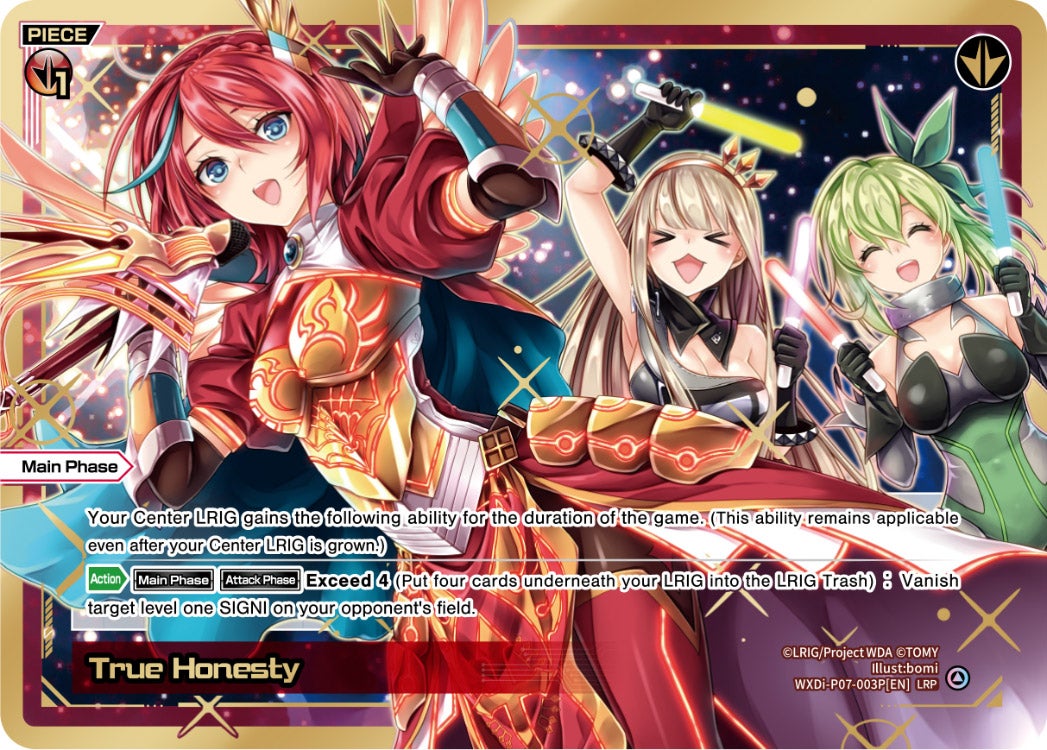 PIECE
1
Main Phase
Your Center LRIG gains the following ability for the duration of the game. (This ability remains applicable
even after your Center LRIG is grown.)
Action Main Phase Attack Phase Exceed 4 (Put four cards underneath your LRIG into the LRIG Trash) : Vanish
target level one SIGNI on your opponent's field.
True Honesty
©LRIG/Project WDA ©TOMY
Illust:bomi
WXDi-P07-003P[EN] LRP